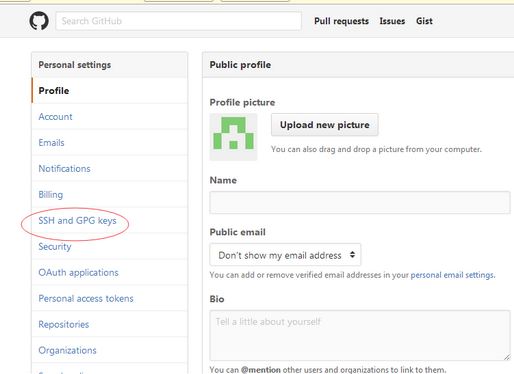 Search GitHub
Pull requests Issues Gist
Personal settings
Profile
Account
Emails
Notifications
Billing
SSH and GPG keys
Security
OAuth applications
Personal access tokens
Repositories
Organizations
Public profile
Profile picture
Upload new picture
You can also drag and drop a picture from your computer.
Name
Public email
Don't show my email address
You can add or remove verified email addresses in your personal email settings.
Bio
Tell a little about yourself
You can @mention other users and organizations to link to them.